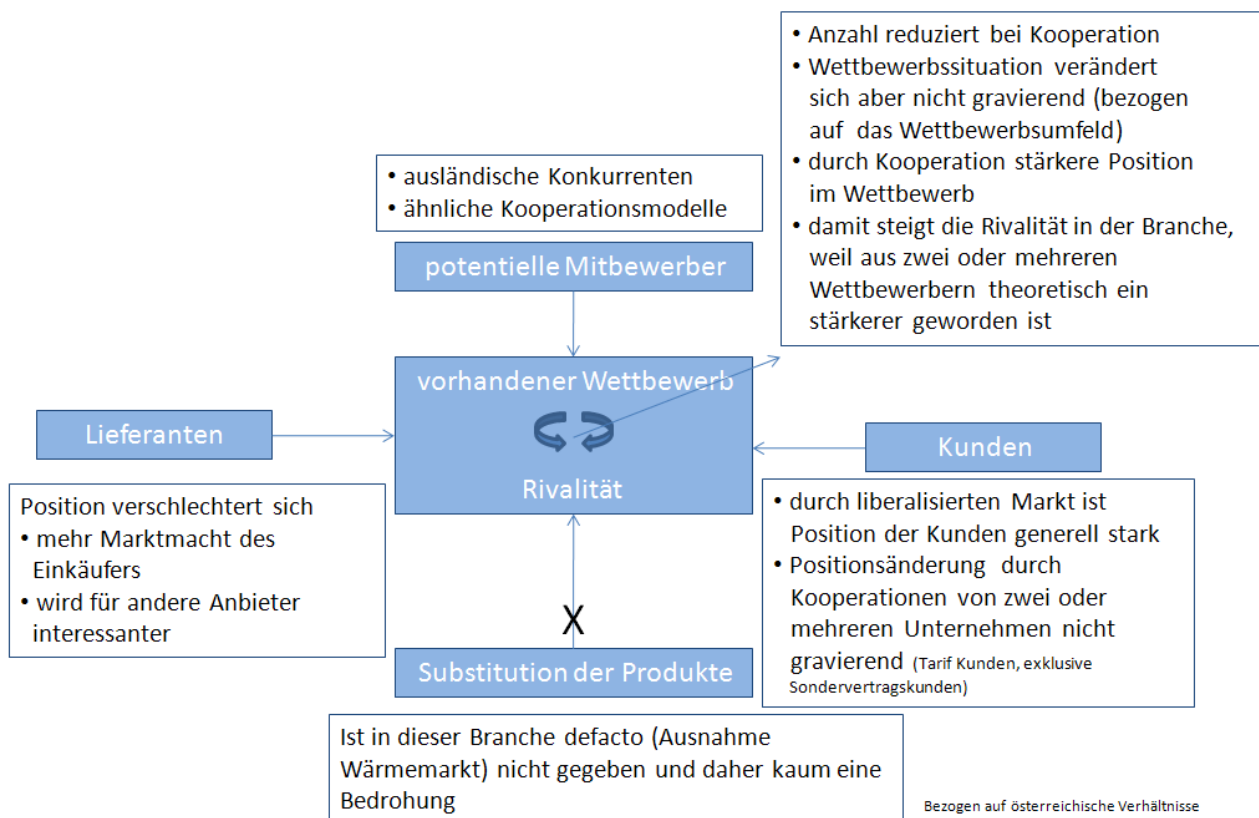 • Anzahl reduziert bei Kooperation
• Wettbewerbssituation verändert
sich aber nicht gravierend (bezogen
auf das Wettbewerbsumfeld)
• durch Kooperation stärkere Position
im Wettbewerb
• damit steigt die Rivalität in der Branche,
weil aus zwei oder mehreren
Wettbewerbern theoretisch ein
stärkerer geworden ist
• ausländische Konkurrenten
• ähnliche Kooperationsmodelle
potentielle Mitbewerber
vorhandener Wettbewerb
Rivalität
Lieferanten
Position verschlechtert sich
• mehr Marktmacht des
Einkäufers
• wird für andere Anbieter
interessanter
Kunden
• durch liberalisierten Markt ist
Position der Kunden generell stark
• Positionsänderung durch
Kooperationen von zwei oder
mehreren Unternehmen nicht
gravierend (Tarif Kunden, exklusive
Sondervertragskunden)
X
Substitution der Produkte
Ist in dieser Branche defacto (Ausnahme
Wärmemarkt) nicht gegeben und daher kaum eine
Bedrohung
Bezogen auf österreichische Verhältnisse